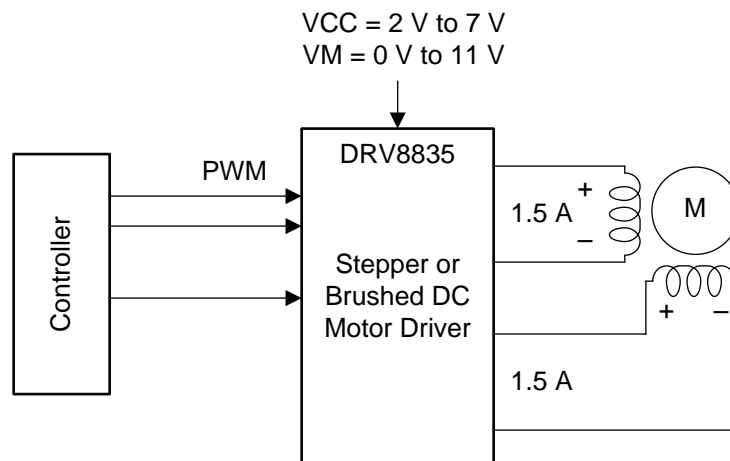 VCC = 2 V to 7 V
VM = 0 V to 11 V
DRV8835
PWM
Controller
Stepper or
Brushed DC
Motor Driver
+
1.5 A
–
M
+ –
1.5 A